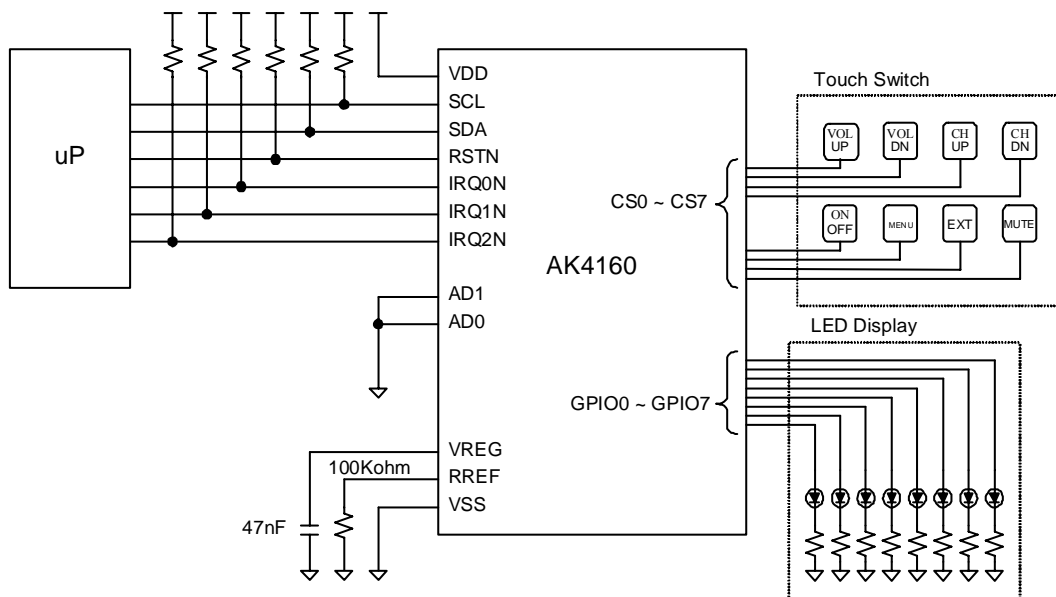 uP
VDD
SCL
SDA
RSTN
IRQ0N
IRQ1N
IRQ2N
AD1
AD0
VREG
RREF
VSS
100Kohm
47nF
AK4160
CS0 ~ CS7
GPIO0 ~ GPIO7
Touch Switch
VOL
UP
VOL
DN
CH
UP
CH
DN
ON
OFF
MENU
EXT
MUTE
LED Display